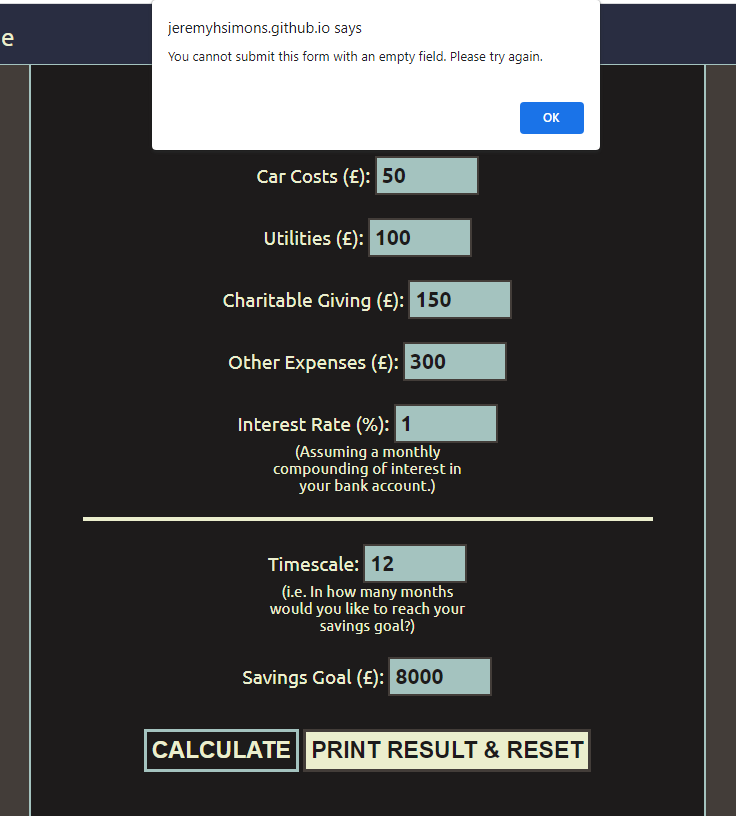 jeremyhsimons.github.io says
e
You cannot submit this form with an empty field. Please try again.
OK
Car Costs (£): 50
Utilities (£): 100
Charitable Giving (£): 150
Other Expenses (£): 300
Interest Rate (%): 1
(Assuming a monthly
compounding of interest in
your bank account.)
Timescale: 12
(i.e. In how many months
would you like to reach your
savings goal?)
Savings Goal (£): 8000
CALCULATE PRINT RESULT & RESET